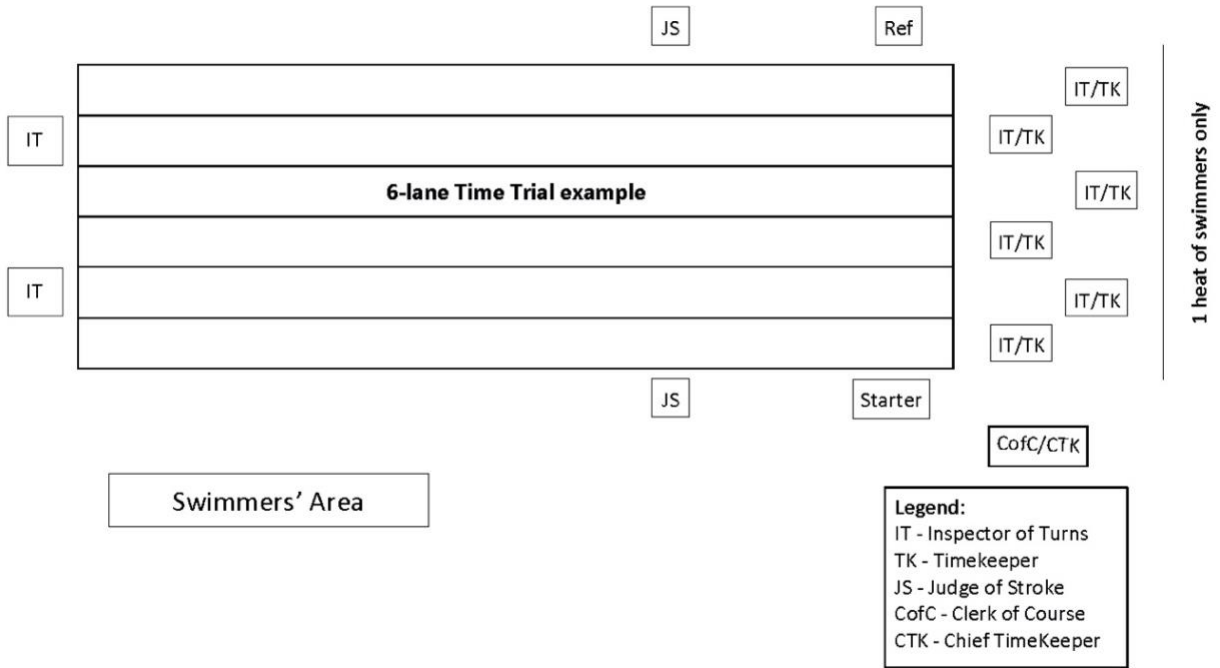 JS
Ref
IT/TK
IT
IT/TK
6-lane Time Trial example
IT/TK
IT/TK
IT
IT/TK
IT/TK
1 heat of swimmers only
JS
Starter
CofC/CTK
Swimmers’ Area
Legend:
IT - Inspector of Turns
TK - Timekeeper
JS - Judge of Stroke
CofC - Clerk of Course
CTK - Chief TimeKeeper